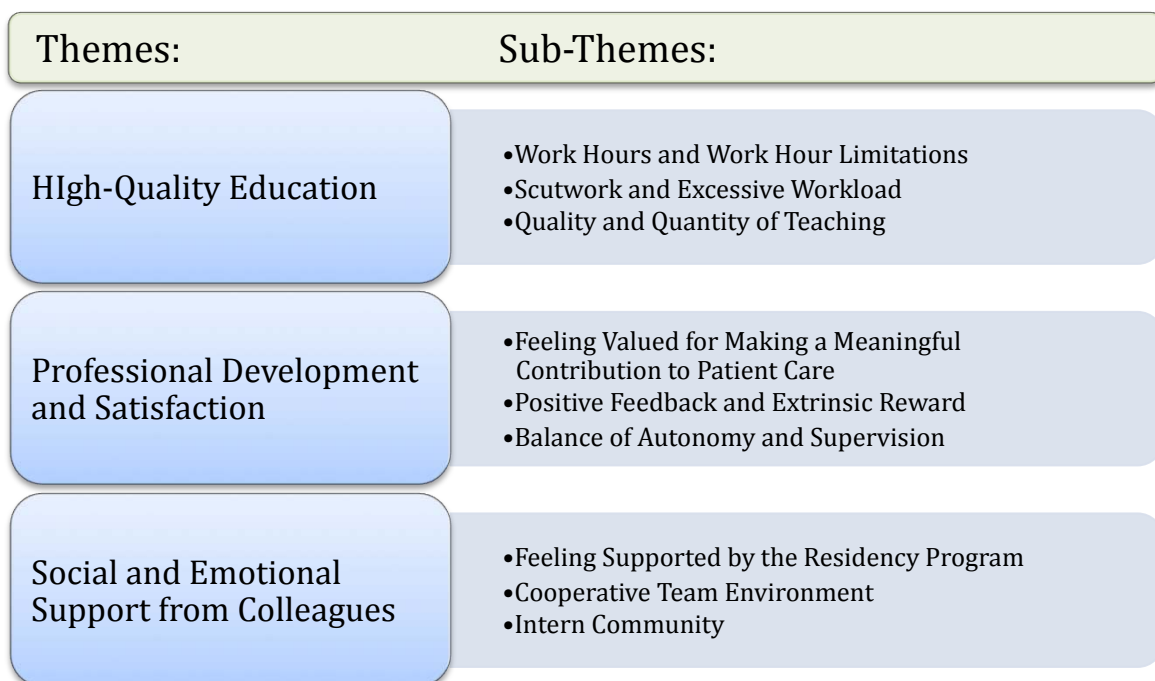 Themes: Sub-Themes:
HIgh-Quality Education
•Work Hours and Work Hour Limitations
•Scutwork and Excessive Workload
•Quality and Quantity of Teaching
Professional Development
and Satisfaction
•Feeling Valued for Making a Meaningful
Contribution to Patient Care
•Positive Feedback and Extrinsic Reward
•Balance of Autonomy and Supervision
Social and Emotional
Support from Colleagues
•Feeling Supported by the Residency Program
•Cooperative Team Environment
•Intern Community